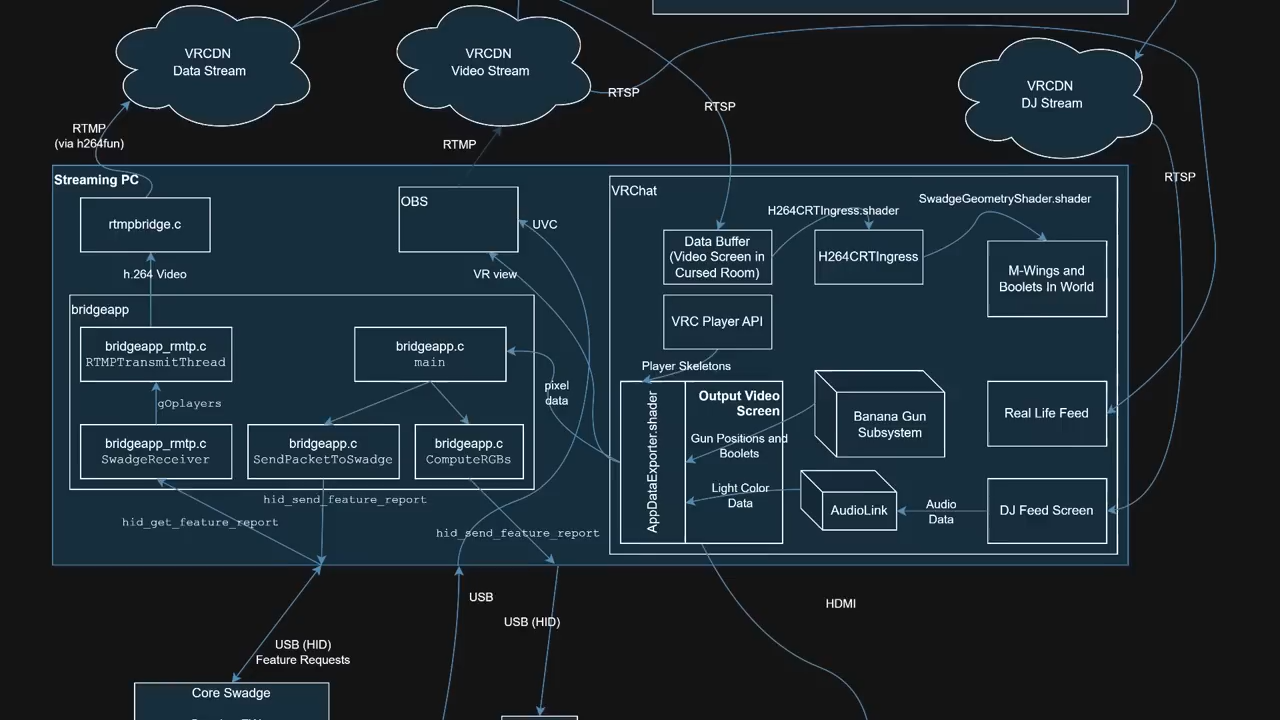 VRCDN
Data Stream
VRCDN
Video Stream
VRCDN
DJ Stream
RTSP
RTSP
RTMP
(via h264fun)
RTMP
RTSP
Streaming PC
rtmpbridge.c
OBS
UVC
VR view
h.264 Video
bridgeapp
bridgeapp_rmtp.c
RTMPTransmitThread
bridgeapp.c
main
gOplayers
pixel
data
bridgeapp_rmtp.c
SwadgeReceiver
bridgeapp.c
SendPacketToSwadge
bridgeapp.c
ComputeRGBs
hid_send_feature_report
hid_get_feature_report
hid_send_feature_report
VRChat
H264CRTIngress.shader
SwadgeGeometryShader.shader
Data Buffer
(Video Screen in
Cursed Room)
H264CRTIngress
M-Wings and
Boolets In World
VRC Player API
Player Skeletons
AppDataExporter.shader
Output Video
Screen
Gun Positions and
Boolets
Light Color
Data
Banana Gun
Subsystem
Real Life Feed
AudioLink
Audio
Data
DJ Feed Screen
USB
USB (HID)
HDMI
USB (HID)
Feature Requests
Core Swadge